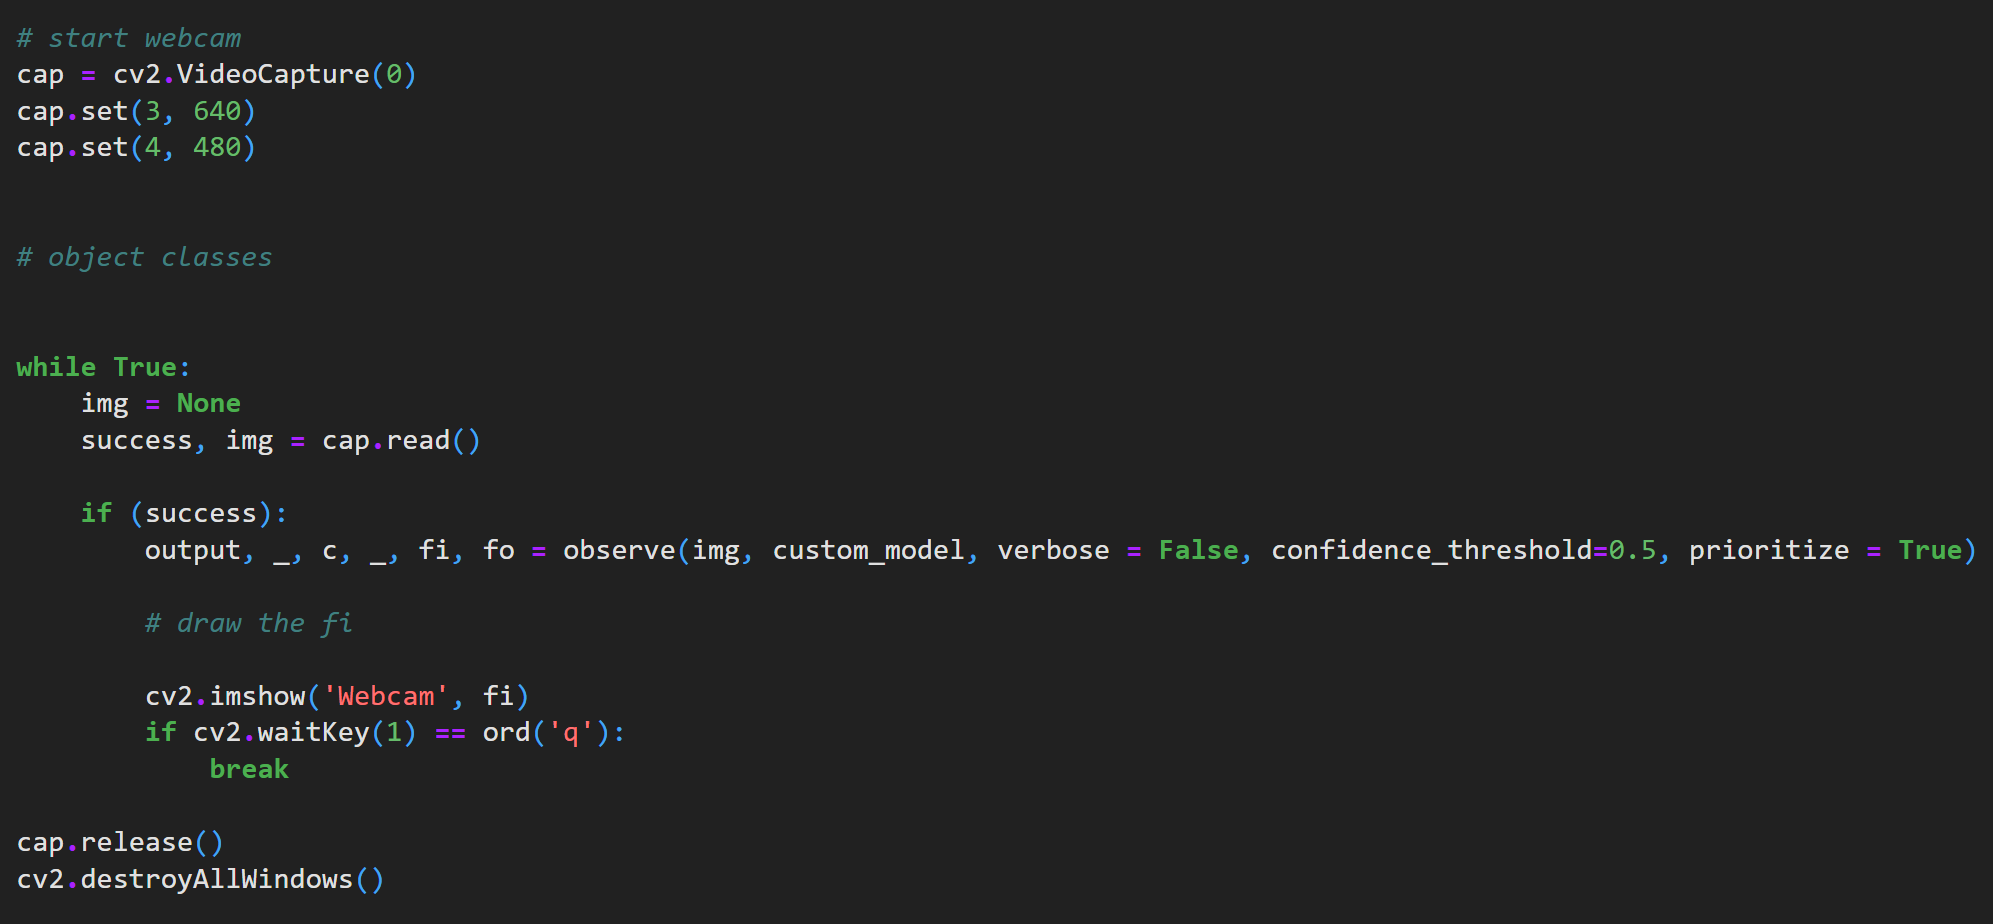 # start webcam
cap = cv2.VideoCapture(0)
cap.set(3, 640)
cap.set(4, 480)
# object classes
while True:
    img = None
    success, img = cap.read()
    if (success):
        output, _, c, _, fi, fo = observe(img, custom_model, verbose = False, confidence_threshold=0.5, prioritize = True)
        # draw the fi
        cv2.imshow('Webcam', fi)
        if cv2.waitKey(1) == ord('q'):
            break
cap.release()
cv2.destroyAllWindows()